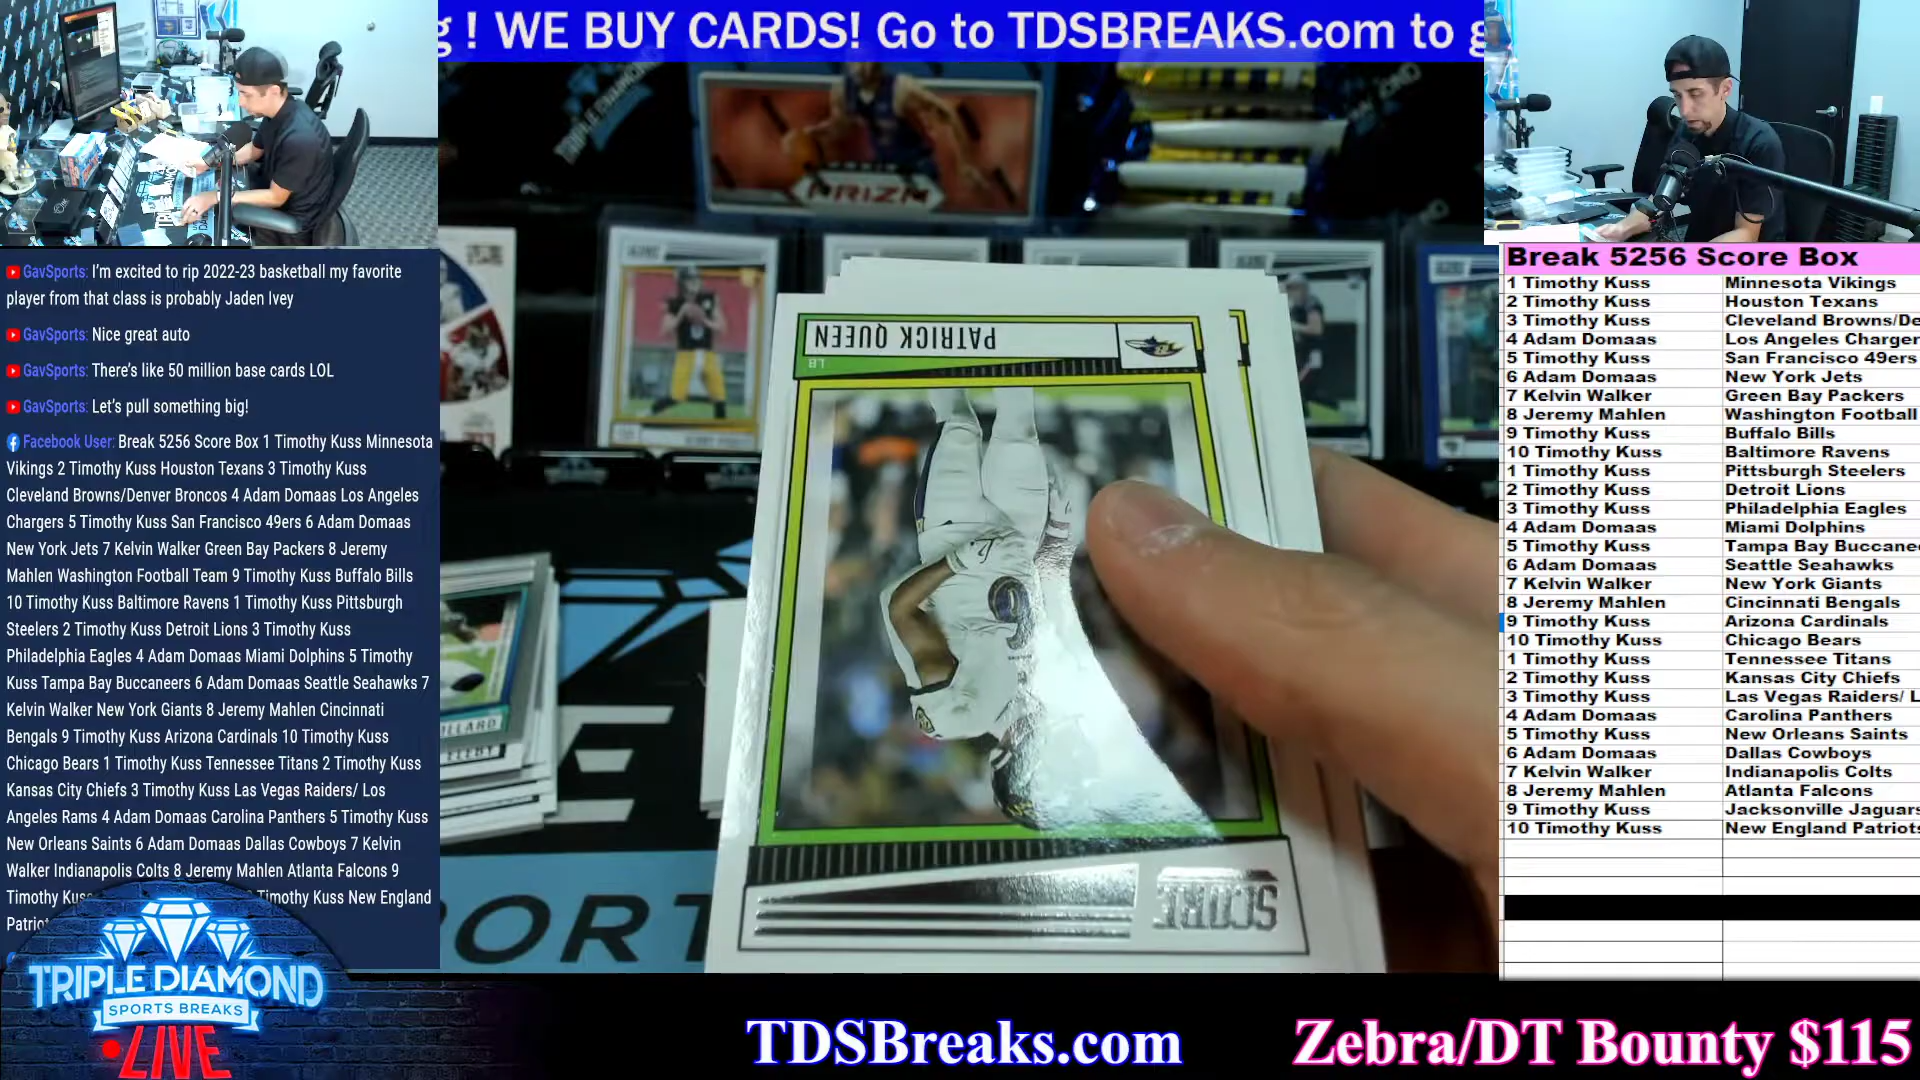 ! WE BUY CARDS! Go to TDSBREAKS.com to g
GavSports: I'm excited to rip 2022-23 basketball my favorite
player from that class is probably Jaden Ivey
GavSports: Nice great auto
GavSports: There's like 50 million base cards LOL
GavSports: Let's pull something big!
Facebook User: Break 5256 Score Box 1 Timothy Kuss Minnesota
Vikings 2 Timothy Kuss Houston Texans 3 Timothy Kuss
Cleveland Browns/Denver Broncos 4 Adam Domaas Los Angeles
Chargers 5 Timothy Kuss San Francisco 49ers 6 Adam Domaas
New York Jets 7 Kelvin Walker Green Bay Packers 8 Jeremy
Mahlen Washington Football Team 9 Timothy Kuss Buffalo Bills
10 Timothy Kuss Baltimore Ravens 1 Timothy Kuss Pittsburgh
Steelers 2 Timothy Kuss Detroit Lions 3 Timothy Kuss
Philadelphia Eagles 4 Adam Domaas Miami Dolphins 5 Timothy
Kuss Tampa Bay Buccaneers 6 Adam Domaas Seattle Seahawks 7
Kelvin Walker New York Giants 8 Jeremy Mahlen Cincinnati
Bengals 9 Timothy Kuss Arizona Cardinals 10 Timothy Kuss
Chicago Bears 1 Timothy Kuss Tennessee Titans 2 Timothy Kuss
Kansas City Chiefs 3 Timothy Kuss Las Vegas Raiders/ Los
Angeles Rams 4 Adam Domaas Carolina Panthers 5 Timothy Kuss
New Orleans Saints 6 Adam Domaas Dallas Cowboys 7 Kelvin
Walker Indianapolis Colts 8 Jeremy Mahlen Atlanta Falcons 9
Timothy Kus Timothy Kuss New England
Patriot
TRIPLE DIAMOND
SPORTS BREAKS
LIVE
PRIZM
PATRICK QUEEN
LB
SCORE
PORT
Break 5256 Score Box
1 Timothy Kuss Minnesota Vikings
2 Timothy Kuss Houston Texans
3 Timothy Kuss Cleveland Browns/De
4 Adam Domaas Los Angeles Charger
5 Timothy Kuss San Francisco 49ers
6 Adam Domaas New York Jets
7 Kelvin Walker Green Bay Packers
8 Jeremy Mahlen Washington Football
9 Timothy Kuss Buffalo Bills
10 Timothy Kuss Baltimore Ravens
1 Timothy Kuss Pittsburgh Steelers
2 Timothy Kuss Detroit Lions
3 Timothy Kuss Philadelphia Eagles
4 Adam Domaas Miami Dolphins
5 Timothy Kuss Tampa Bay Buccanee
6 Adam Domaas Seattle Seahawks
7 Kelvin Walker New York Giants
8 Jeremy Mahlen Cincinnati Bengals
9 Timothy Kuss Arizona Cardinals
10 Timothy Kuss Chicago Bears
1 Timothy Kuss Tennessee Titans
2 Timothy Kuss Kansas City Chiefs
3 Timothy Kuss Las Vegas Raiders/ L
4 Adam Domaas Carolina Panthers
5 Timothy Kuss New Orleans Saints
6 Adam Domaas Dallas Cowboys
7 Kelvin Walker Indianapolis Colts
8 Jeremy Mahlen Atlanta Falcons
9 Timothy Kuss Jacksonville Jaguars
10 Timothy Kuss New England Patriots
TDSBreaks.com
Zebra/DT Bounty $115